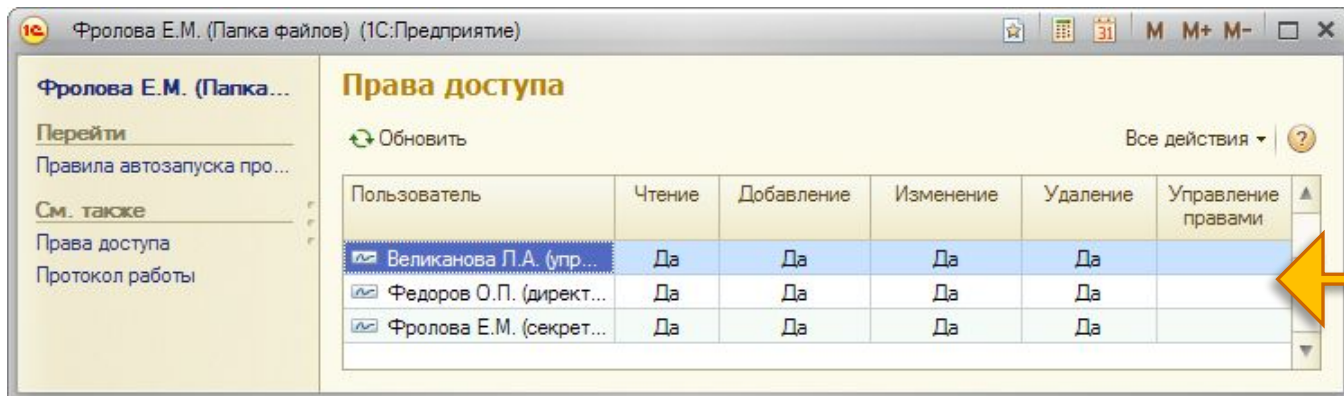 1С Фролова Е.М. (Папка файлов) (1С:Предприятие) 31 M M+ M-
Фролова Е.М. (Папка...
Права доступа
Перейти
Обновить Все действия ?
Правила автозапуска про...
Пользователь Чтение Добавление Изменение Удаление Управление правами
См. также
Права доступа
Великанова Л.А. (упр... Да Да Да Да
Протокол работы
Федоров О.П. (директ... Да Да Да Да
Фролова Е.М. (секрет... Да Да Да Да